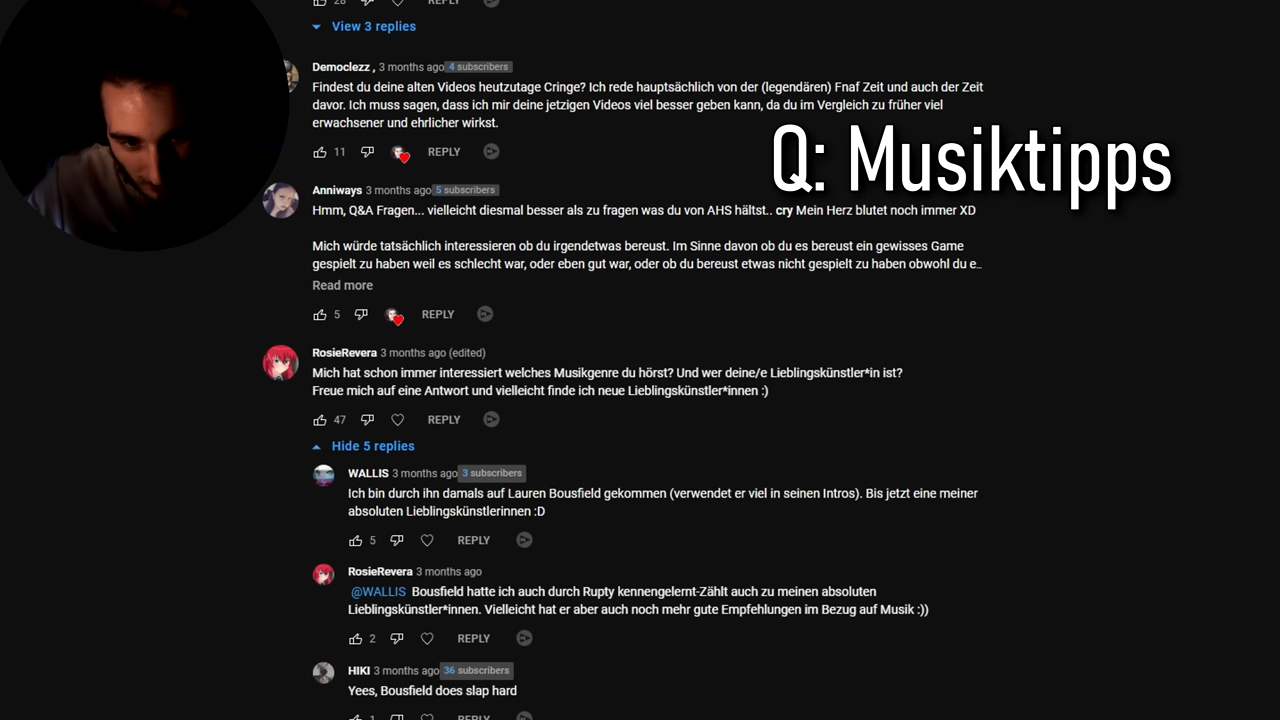 28 REPLY
View 3 replies
Democlezz , 3 months ago 4 subscribers
Findest du deine alten Videos heutzutage Cringe? Ich rede hauptsächlich von der (legendären) Fnaf Zeit und auch der Zeit
davor. Ich muss sagen, dass ich mir deine jetzigen Videos viel besser geben kann, da du im Vergleich zu früher viel
erwachsener und ehrlicher wirkst.
11 REPLY
Q: Musiktipps
Anniways 3 months ago 5 subscribers
Hmm, Q&A Fragen... vielleicht diesmal besser als zu fragen was du von AHS hältst.. cry Mein Herz blutet noch immer XD
Mich würde tatsächlich interessieren ob du irgendetwas bereust. Im Sinne davon ob du es bereust ein gewisses Game
gespielt zu haben weil es schlecht war, oder eben gut war, oder ob du bereust etwas nicht gespielt zu haben obwohl du e...
Read more
5 REPLY
RosieRevera 3 months ago (edited)
Mich hat schon immer interessiert welches Musikgenre du hörst? Und wer deine/e Lieblingskünstler*in ist?
Freue mich auf eine Antwort und vielleicht finde ich neue Lieblingskünstler*innen :)
47 REPLY
Hide 5 replies
WALLIS 3 months ago 3 subscribers
Ich bin durch ihn damals auf Lauren Bousfield gekommen (verwendet er viel in seinen Intros). Bis jetzt eine meiner
absoluten Lieblingskünstlerinnen :D
5 REPLY
RosieRevera 3 months ago
@WALLIS Bousfield hatte ich auch durch Rupty kennengelernt-Zählt auch zu meinen absoluten
Lieblingskünstler*innen. Vielleicht hat er aber auch noch mehr gute Empfehlungen im Bezug auf Musik :))
2 REPLY
HIKI 3 months ago 36 subscribers
Yees, Bousfield does slap hard
1 REPLY